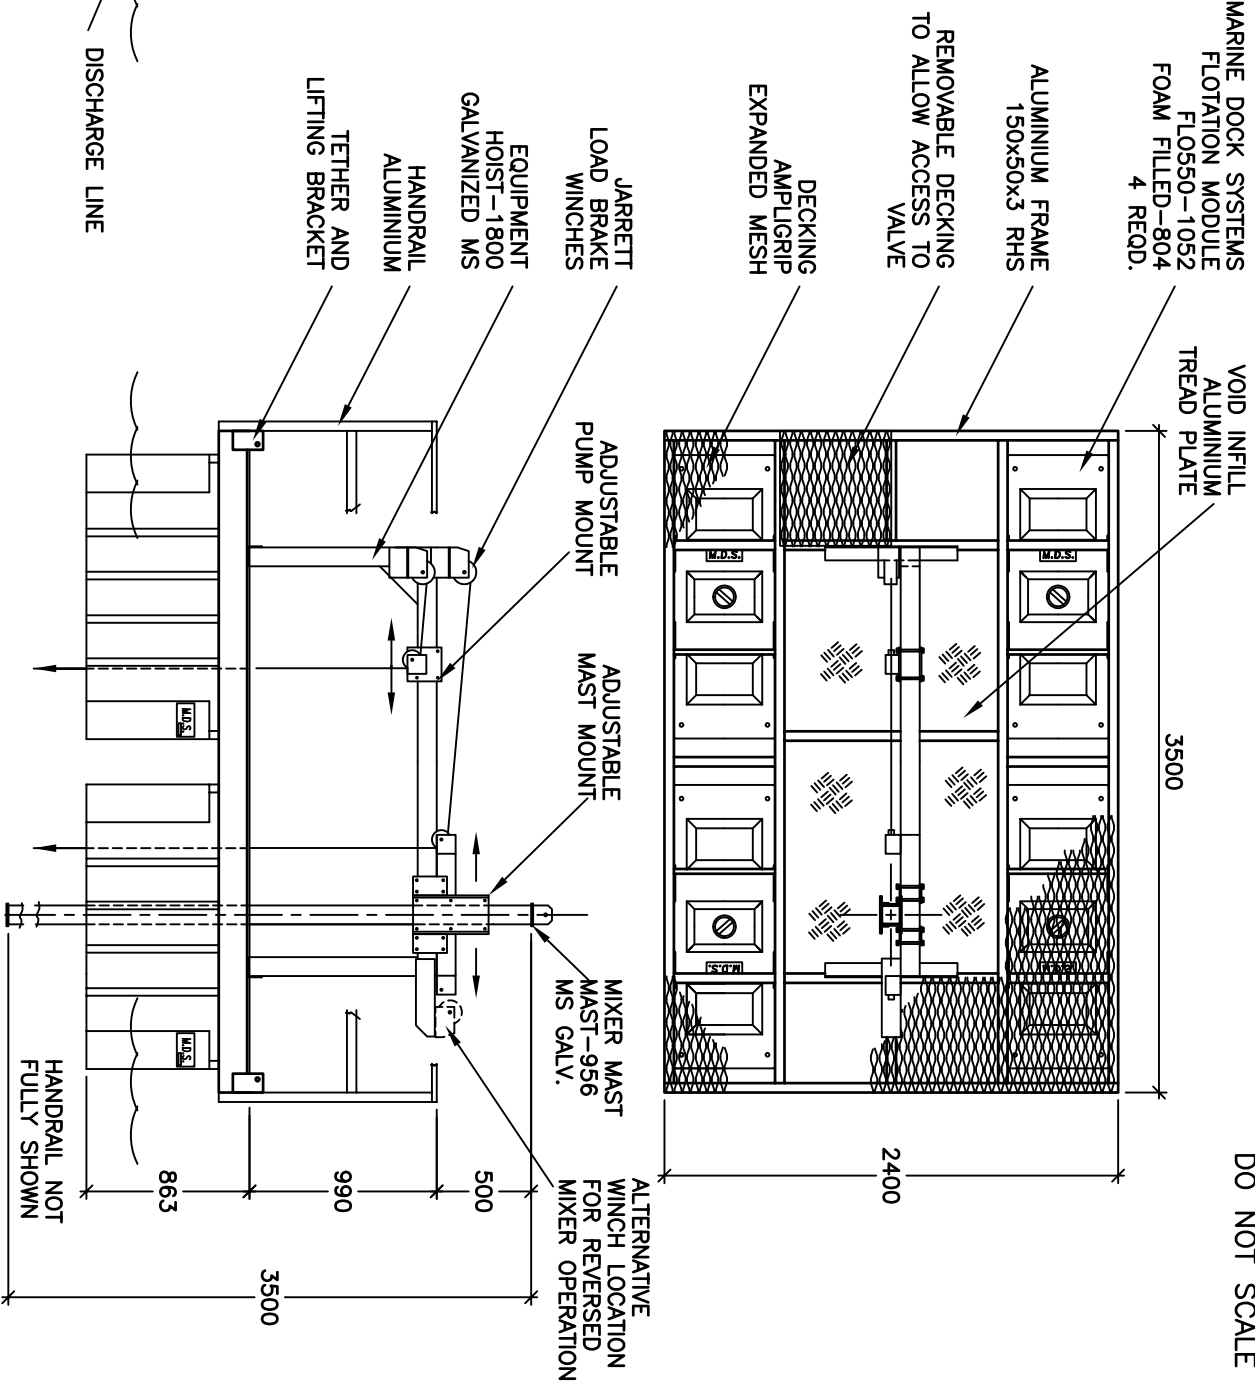 DO NOT SCALE
MARINE DOCK SYSTEMS
FLOTATION MODULE
FLO550-1052
FOAM FILLED-804
4 REQD.
VOID INFILL
ALUMINIUM
TREAD PLATE
3500
ALUMINIUM FRAME
150x50x3 RHS
REMOVABLE DECKING
TO ALLOW ACCESS TO
VALVE
DECKING
AMPLIGRIP
EXPANDED MESH
M.D.S.
M.D.S.
M.D.S.
2400
JARRETT
LOAD BRAKE
WINCHES
EQUIPMENT
HOIST-1800
GALVANIZED MS
HANDRAIL
ALUMINIUM
TETHER AND
LIFTING BRACKET
DISCHARGE LINE
ADJUSTABLE
PUMP MOUNT
ADJUSTABLE
MAST MOUNT
MIXER MAST
MAST-956
MS GALV.
ALTERNATIVE
WINCH LOCATION
FOR REVERSED
MIXER OPERATION
500
990
863
3500
M.D.S.
M.D.S.
HANDRAIL NOT
FULLY SHOWN